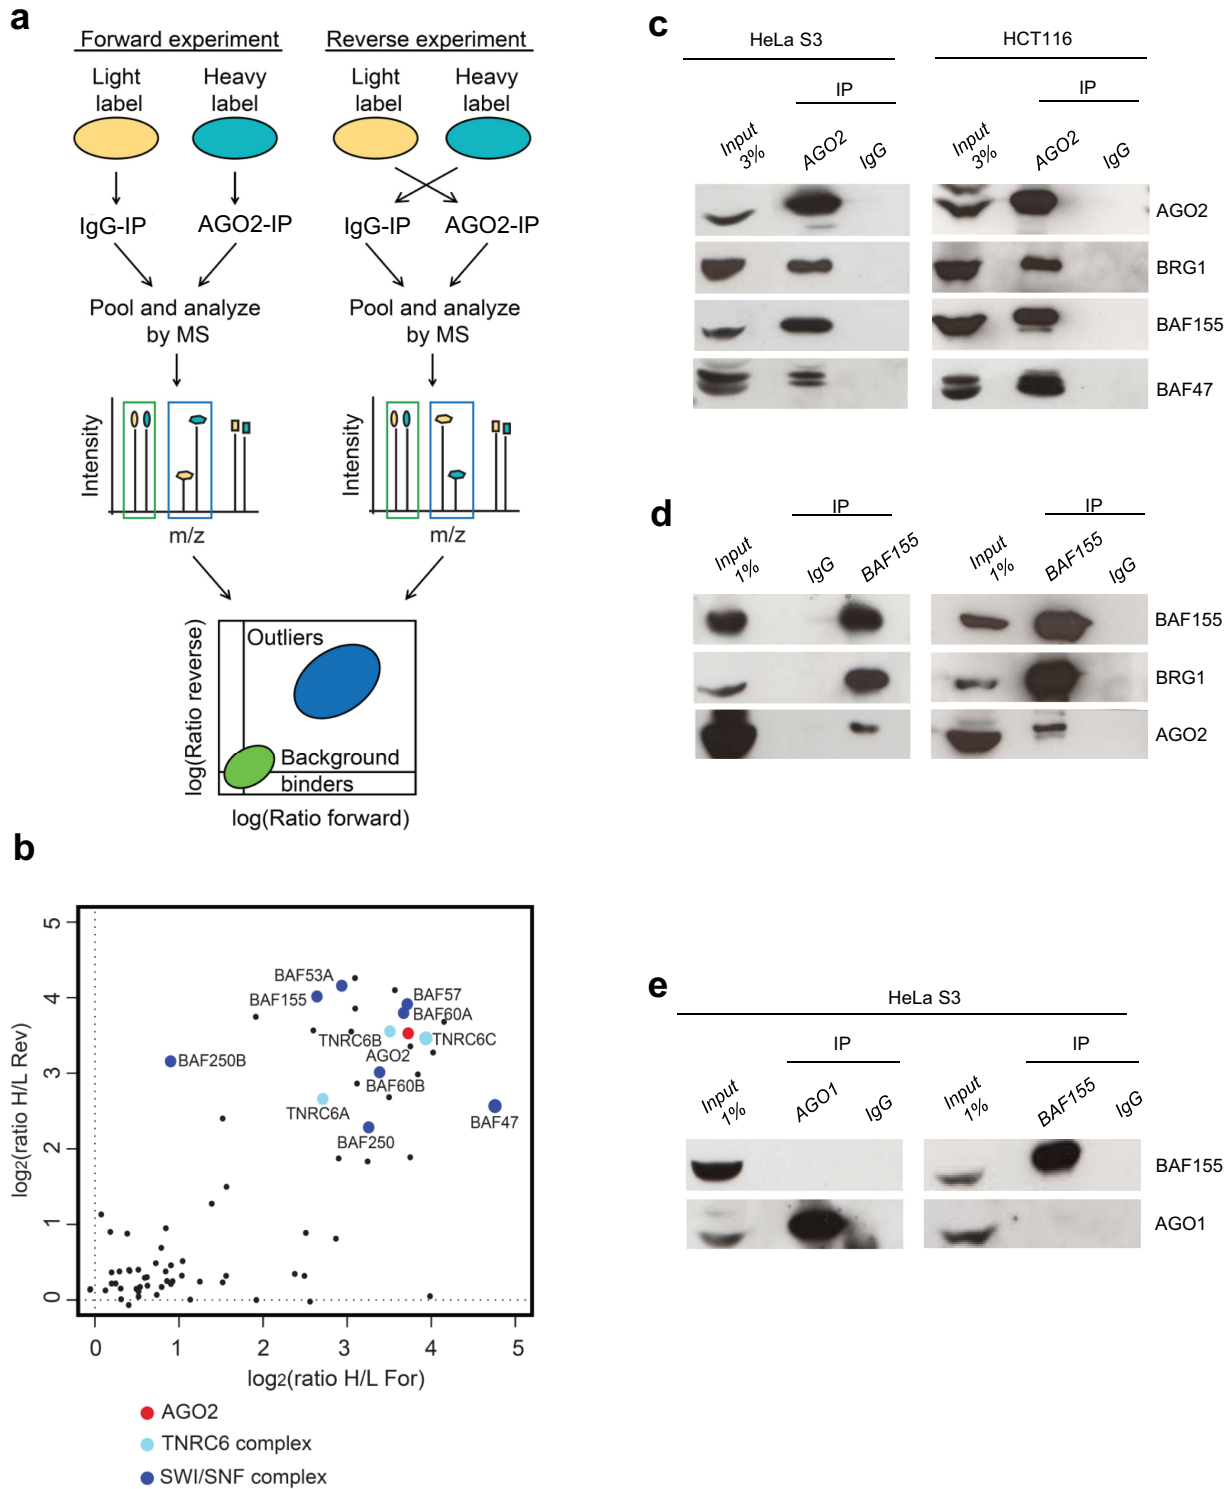 a
Forward experiment
Reverse experiment
Light label
Heavy label
Light label
Heavy label
IgG-IP
AGO2-IP
IgG-IP
AGO2-IP
Pool and analyze
by MS
Pool and analyze
by MS
Intensity
m/z
Intensity
m/z
log(Ratio reverse)
Outliers
Background
binders
log(Ratio forward)
b
log2(ratio H/L Rev)
5
4
3
2
1
0
BAF53A
BAF155
BAF57
BAF60A
TNRC6B
TNRC6C
AGO2
BAF250B
BAF60B
TNRC6A
BAF47
BAF250
0 1 2 3 4 5
log2(ratio H/L For)
AGO2
TNRC6 complex
SWI/SNF complex
c
HeLa S3
HCT116
IP
IP
Input 3%
AGO2
IgG
Input 3%
AGO2
IgG
AGO2
BRG1
BAF155
BAF47
d
IP
IP
Input 1%
IgG
BAF155
Input 1%
BAF155
IgG
BAF155
BRG1
AGO2
e
HeLa S3
IP
IP
Input 1%
AGO1
IgG
Input 1%
BAF155
IgG
BAF155
AGO1